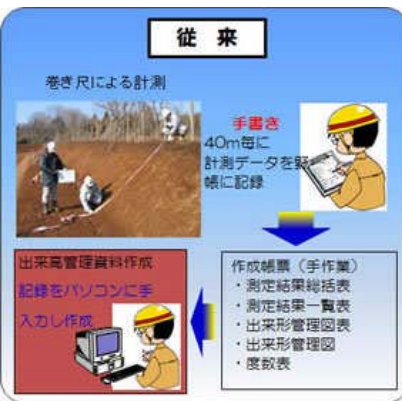 従 来
巻き尺による計測
手書き
40m毎に
計測データを野
帳に記録
出来高管理資料作成
記録をパソコンに手
入力し作成
作成帳票（手作業）
・測定結果総括表
・測定結果一覧表
・出来形管理図表
・出来形管理図
・度数表